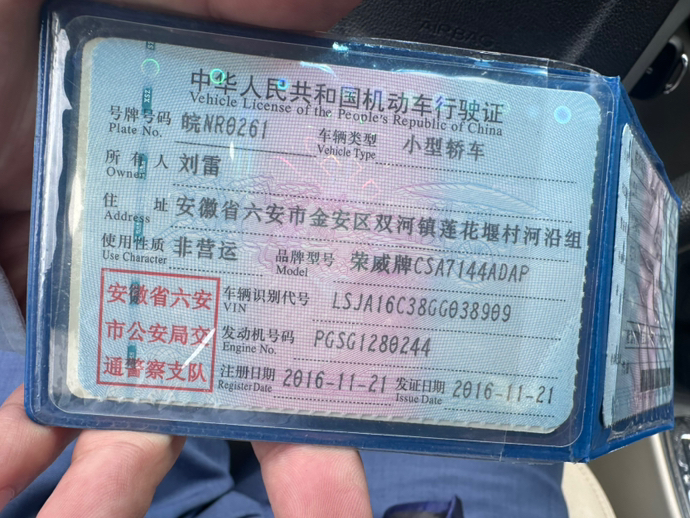 中华人民共和国机动车行驶证
Vehicle License of the People's Republic of China
号牌号码 皖NR0261 车辆类型 小型轿车
Plate No. Vehicle Type
所有人 刘雷
Owner
住址 安徽省六安市金安区双河镇莲花堰村河沿组
Address
使用性质 非营运 品牌型号 荣威牌CSA7144ADAP
Use Character Model
安徽省六安
市公安局交
通警察支队
车辆识别代号 LSJA16C38GG038909
VIN
发动机号码 PGSG1280244
Engine No.
注册日期 2016-11-21 发证日期 2016-11-21
Register Date Issue Date